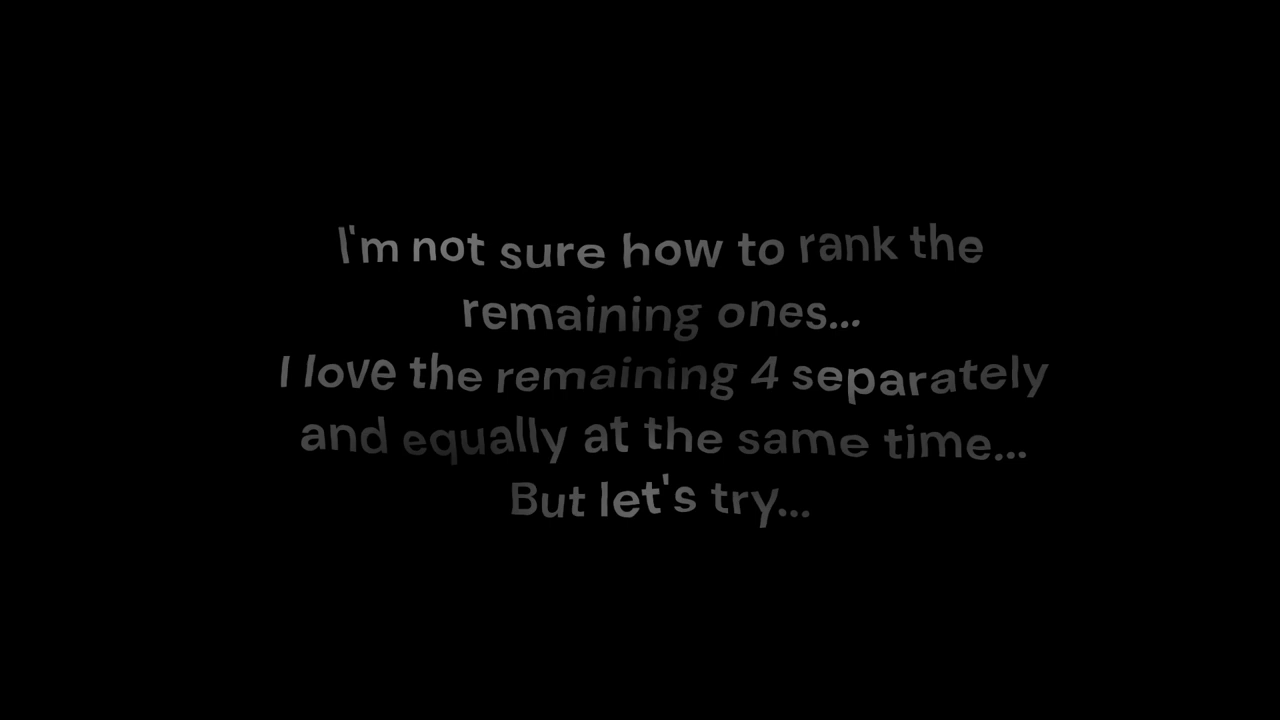 I'm not sure how to rank the
remaining ones...
I love the remaining 4 separately
and equally at the same time...
But let's try...